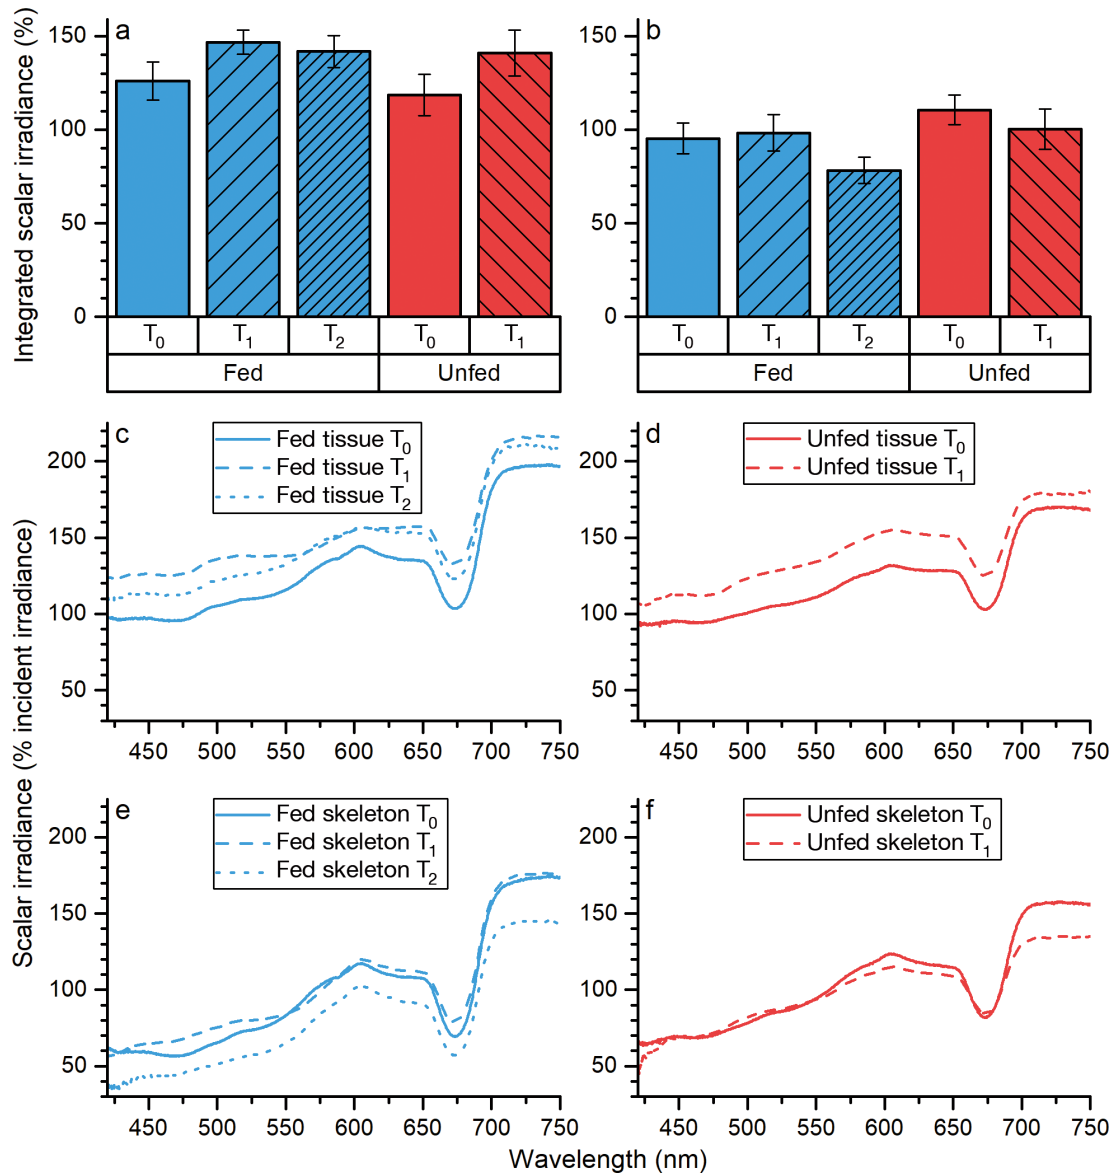 Integrated scalar irradiance (%)
a
150
100
50
0
T0 T1 T2 T0 T1
Fed Unfed
b
150
100
50
0
T0 T1 T2 T0 T1
Fed Unfed
Scalar irradiance (% incident irradiance)
c
Fed tissue T0
Fed tissue T1
Fed tissue T2
200
150
100
50
450 500 550 600 650 700 750
d
Unfed tissue T0
Unfed tissue T1
200
150
100
50
450 500 550 600 650 700 750
e
Fed skeleton T0
Fed skeleton T1
Fed skeleton T2
200
150
100
50
450 500 550 600 650 700 750
f
Unfed skeleton T0
Unfed skeleton T1
200
150
100
50
450 500 550 600 650 700 750
Wavelength (nm)